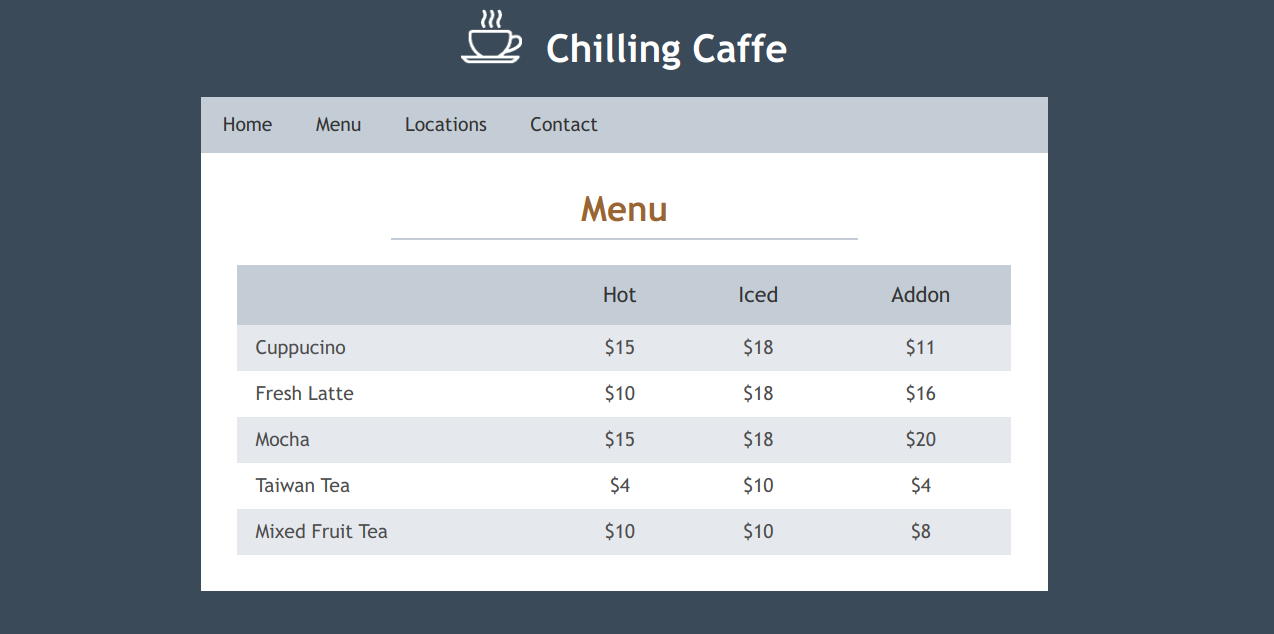 Chilling Caffe
Home Menu Locations Contact
Menu
Hot Iced Addon
Cuppucino $15 $18 $11
Fresh Latte $10 $18 $16
Mocha $15 $18 $20
Taiwan Tea $4 $10 $4
Mixed Fruit Tea $10 $10 $8